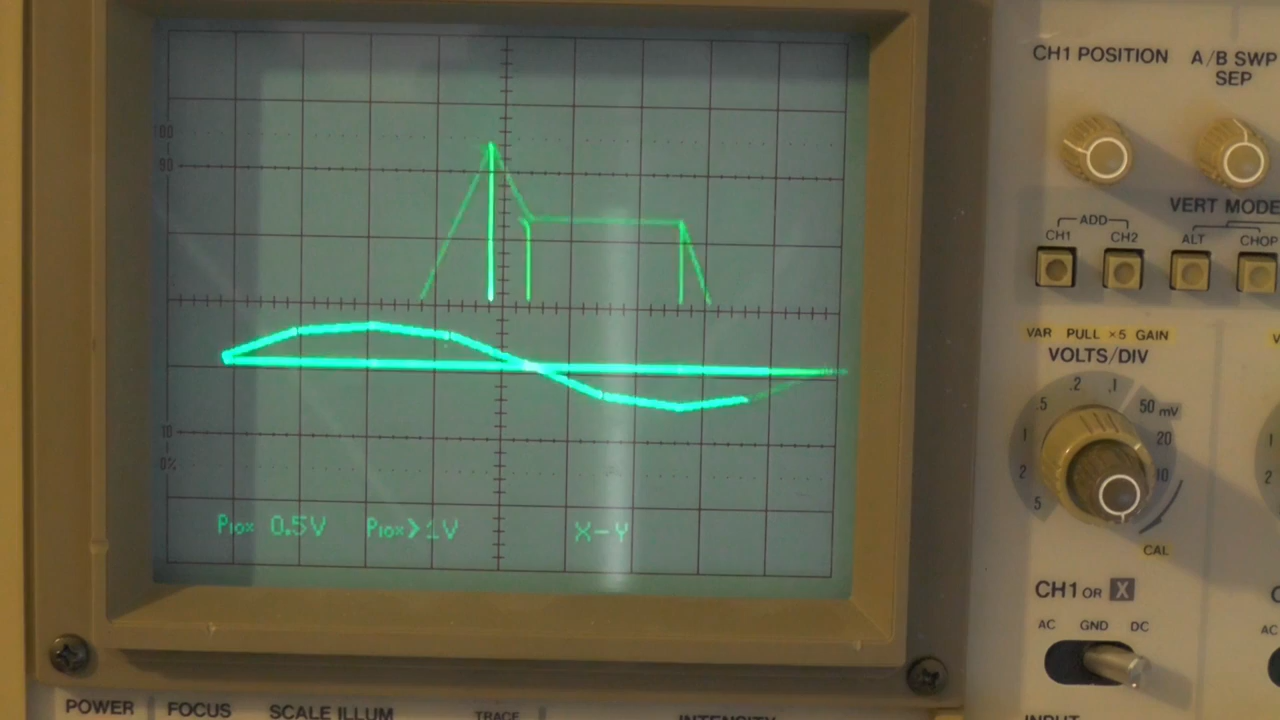 CH1 POSITION
A/B SWP
SEP
100
90
VERT MODE
ADD
CH1
CH2
ALT
CHOP
VAR PULL ×5 GAIN
VOLTS/DIV
.2
.1
.5
50 mV
1
20
2
10
5
CAL
10
0%
P10x 0.5V P10x>1V X-Y
CH1 OR X
AC GND DC
AC
POWER FOCUS SCALE ILLUM TRACE INTENSITY
INPUT